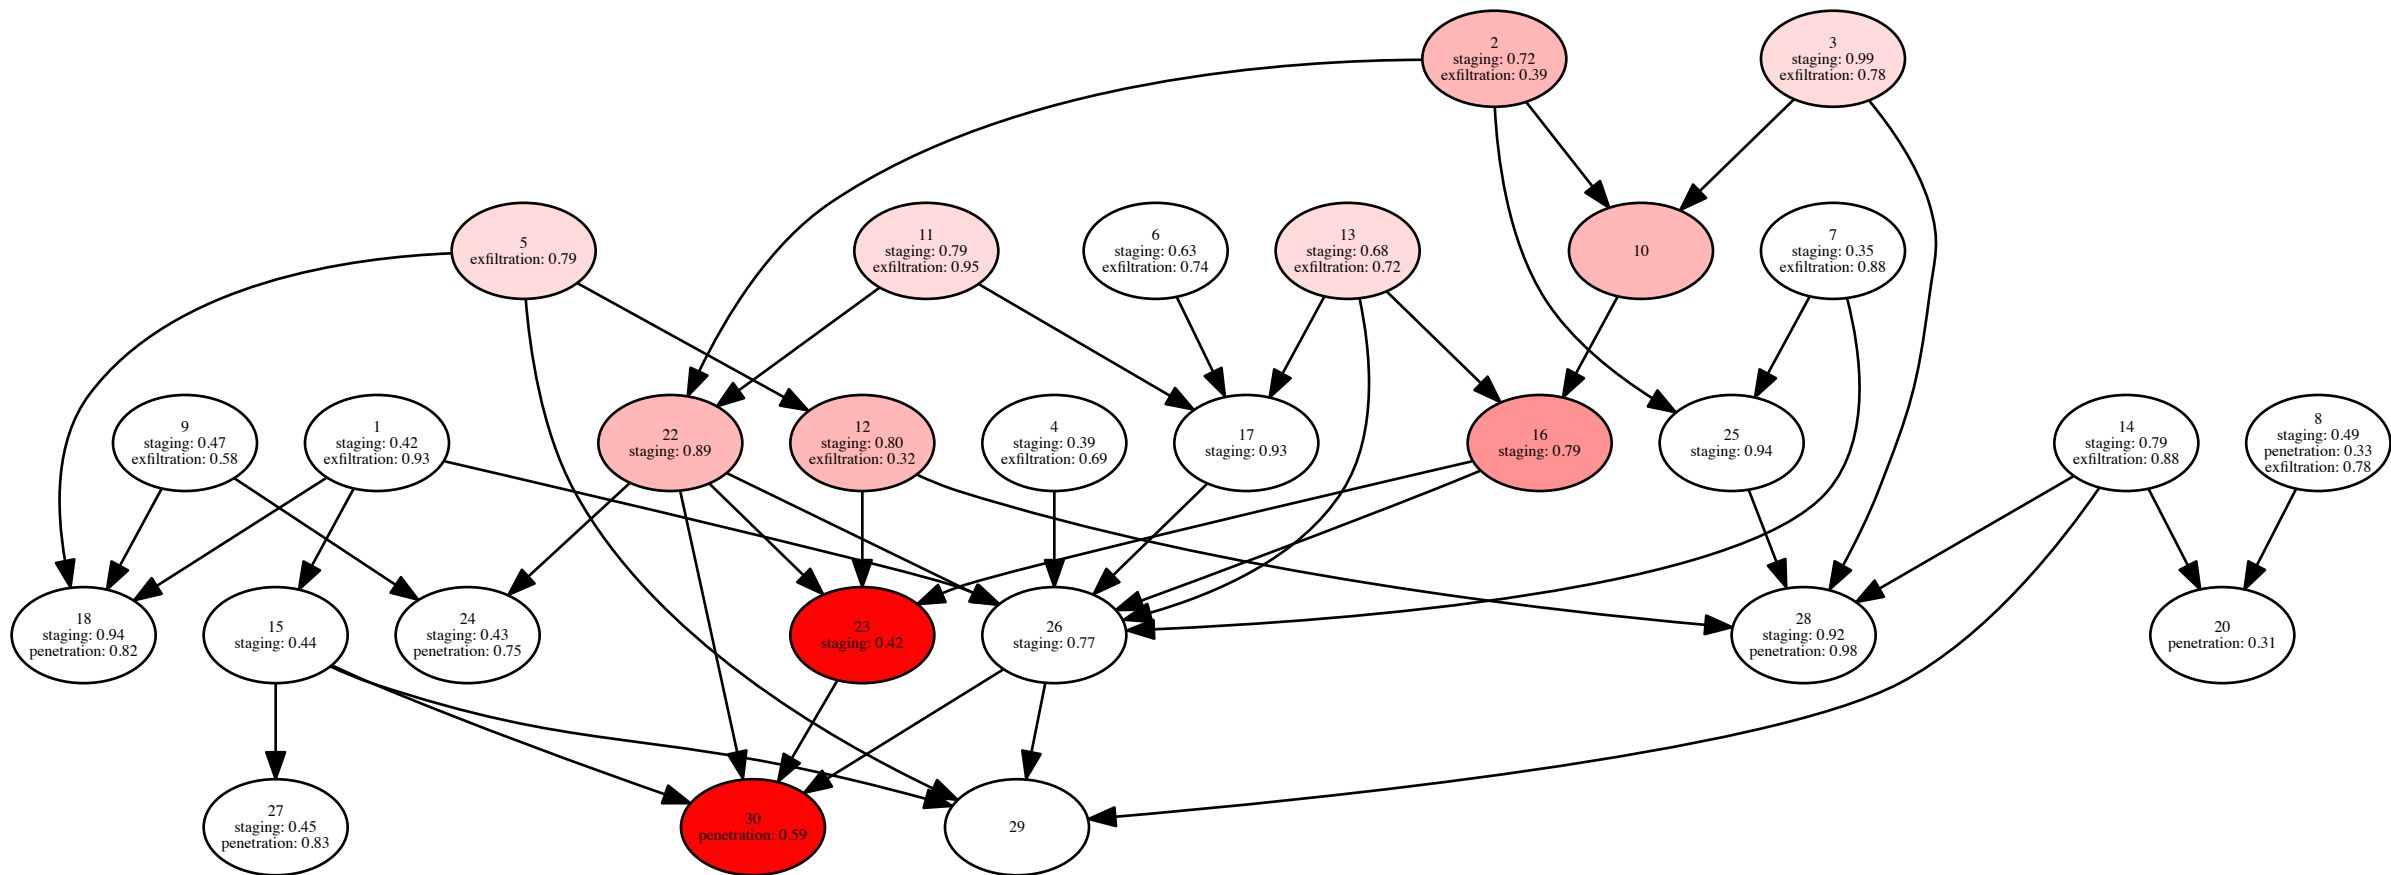 2
staging: 0.72
exfiltration: 0.39
3
staging: 0.99
exfiltration: 0.78
5
exfiltration: 0.79
11
staging: 0.79
exfiltration: 0.95
6
staging: 0.63
exfiltration: 0.74
13
staging: 0.68
exfiltration: 0.72
10
7
staging: 0.35
exfiltration: 0.88
9
staging: 0.47
exfiltration: 0.58
1
staging: 0.42
exfiltration: 0.93
22
staging: 0.89
12
staging: 0.80
exfiltration: 0.32
4
staging: 0.39
exfiltration: 0.69
17
staging: 0.93
16
staging: 0.79
25
staging: 0.94
14
staging: 0.79
exfiltration: 0.88
8
staging: 0.49
penetration: 0.33
exfiltration: 0.78
18
staging: 0.94
penetration: 0.82
15
staging: 0.44
24
staging: 0.43
penetration: 0.75
23
staging: 0.42
26
staging: 0.77
28
staging: 0.92
penetration: 0.98
20
penetration: 0.31
27
staging: 0.45
penetration: 0.83
30
penetration: 0.59
29